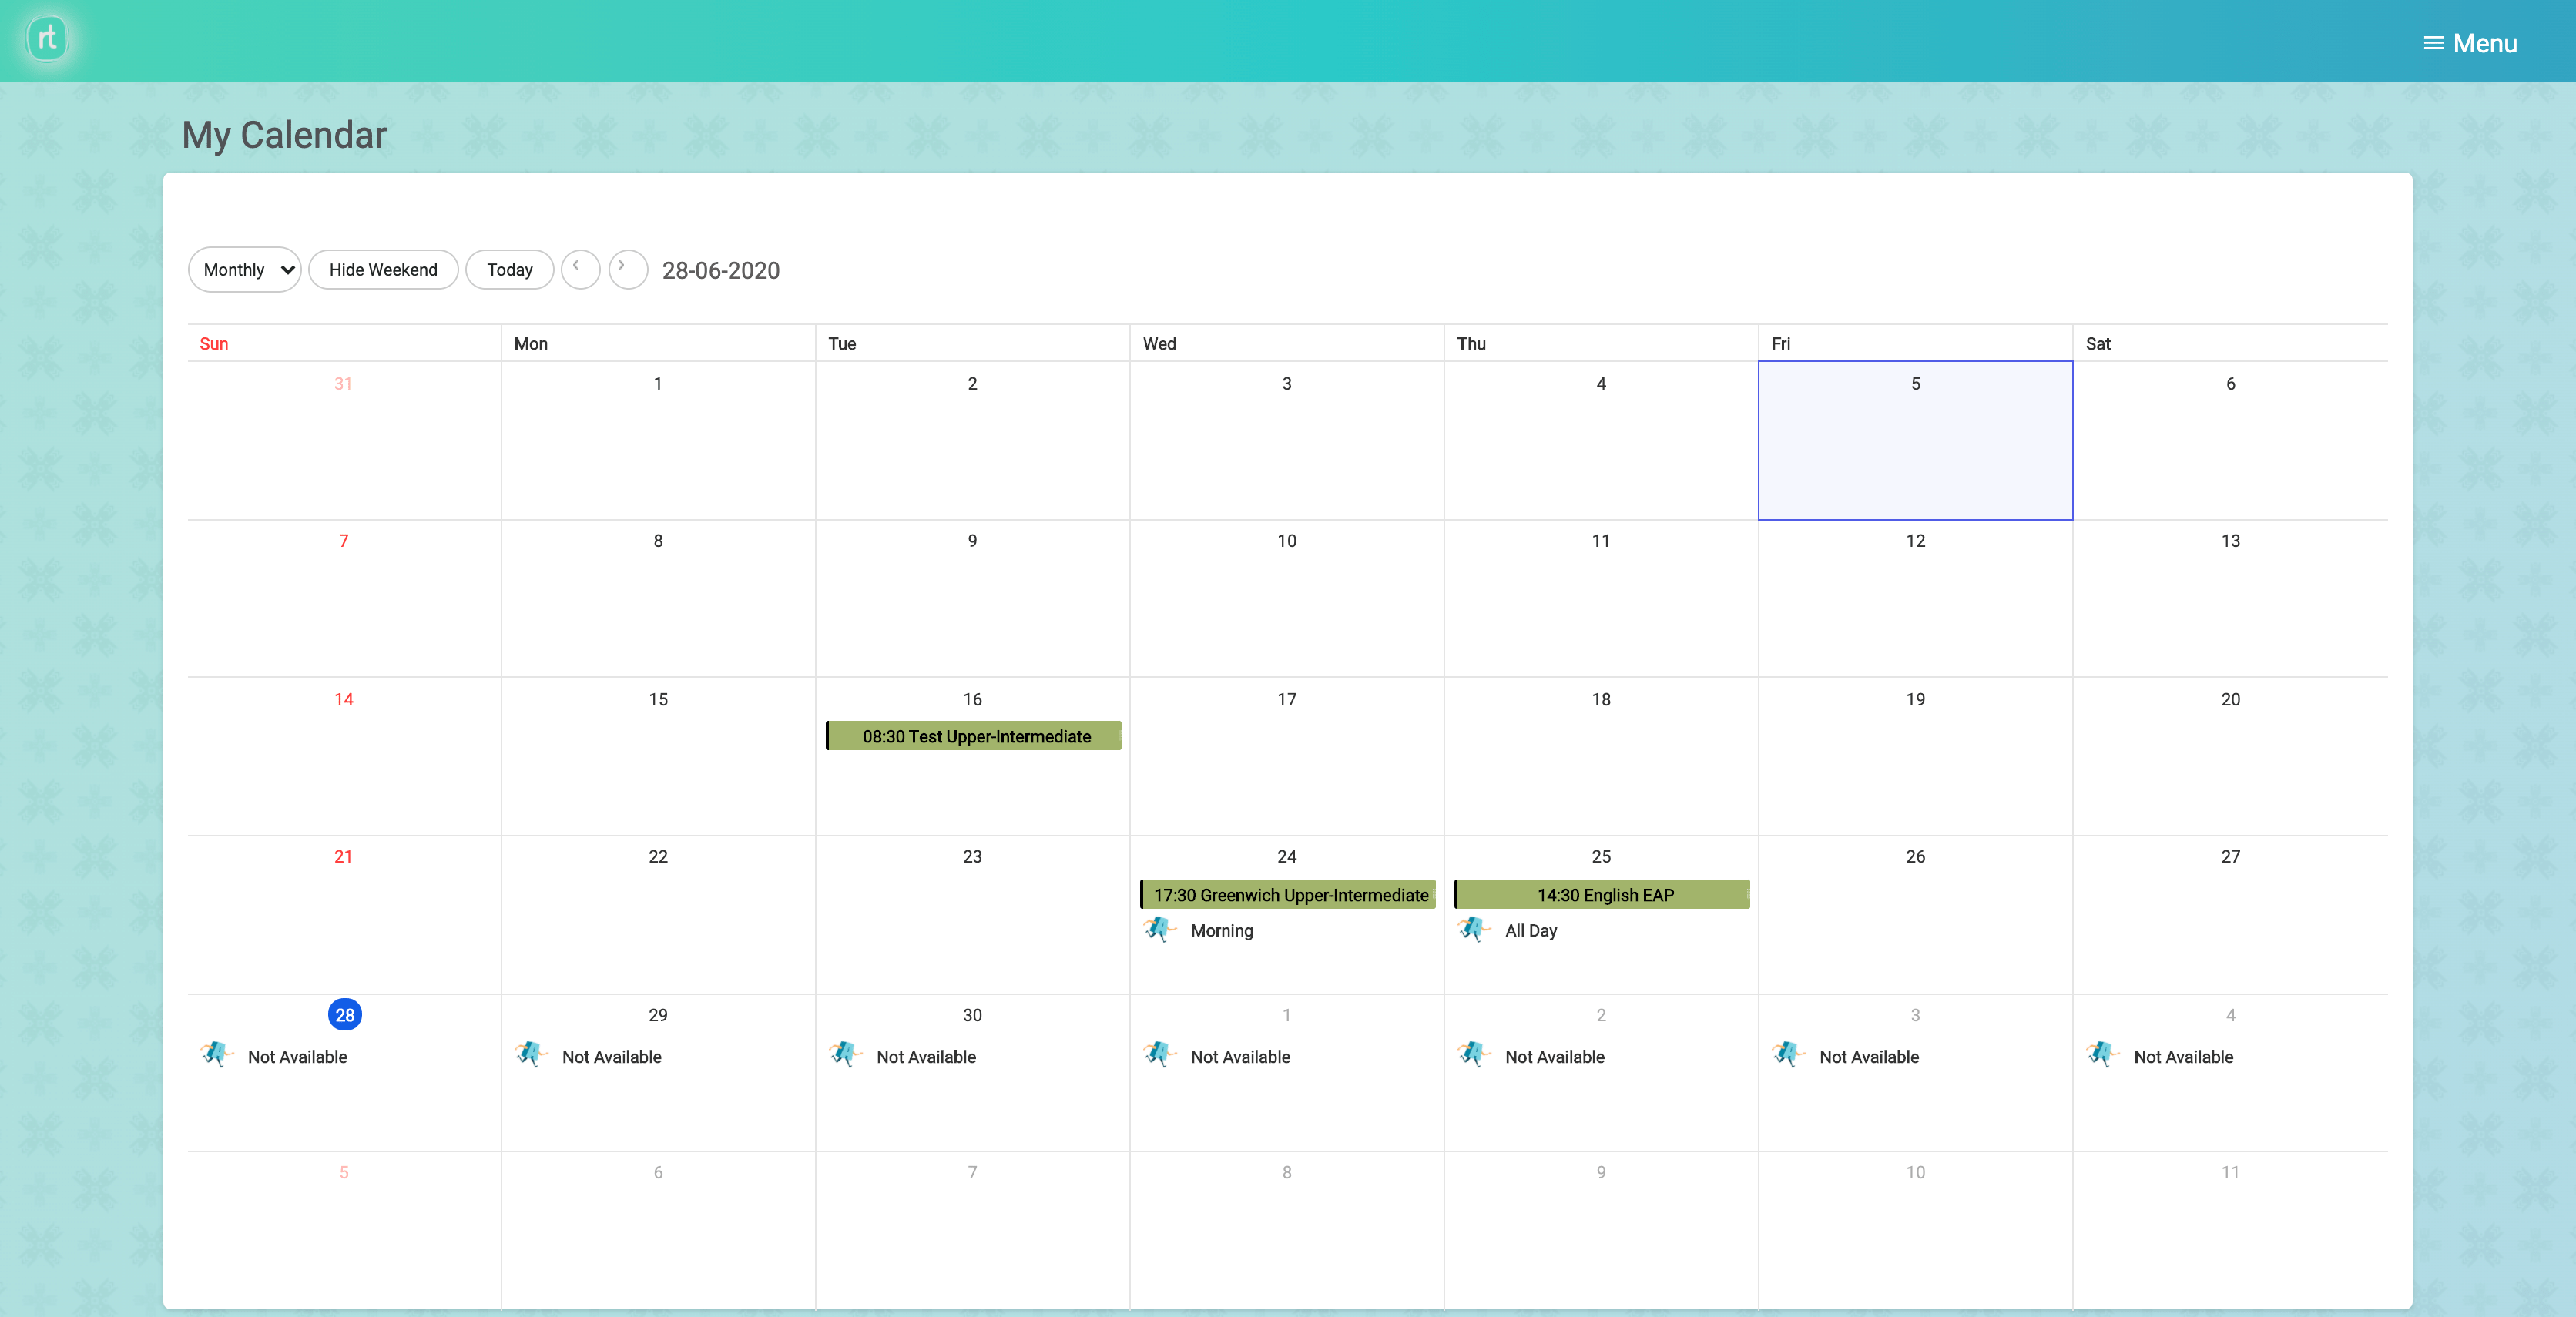 rt
Menu
My Calendar
Monthly Hide Weekend Today 28-06-2020
Sun Mon Tue Wed Thu Fri Sat
31 1 2 3 4 5 6
7 8 9 10 11 12 13
14 15 16 17 18 19 20
08:30 Test Upper-Intermediate
21 22 23 24 25 26 27
17:30 Greenwich Upper-Intermediate 14:30 English EAP
Morning All Day
28 29 30 1 2 3 4
Not Available Not Available Not Available Not Available Not Available Not Available Not Available
5 6 7 8 9 10 11